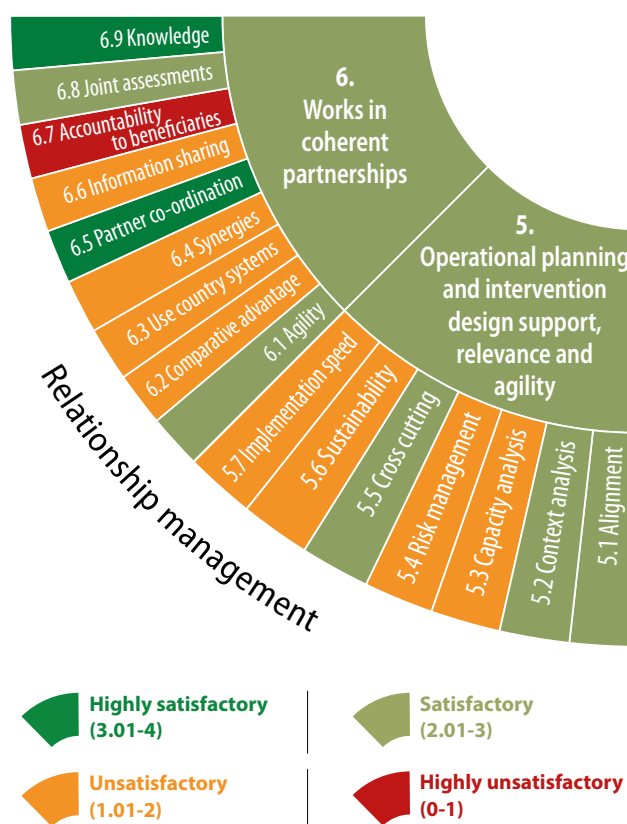 6.9 Knowledge
6.8 Joint assessments
6.7 Accountability
to beneficiaries
6.6 Information sharing
6.5 Partner co-ordination
6.4 Synergies
6.3 Use country systems
6.2 Comparative advantage
6.1 Agility
6.
Works in
coherent
partnerships
5.
Operational planning
and intervention
design support,
relevance and
agility
5.7 Implementation speed
5.6 Sustainability
5.5 Cross cutting
5.4 Risk management
5.3 Capacity analysis
5.2 Context analysis
5.1 Alignment
Relationship management
Highly satisfactory
(3.01-4)
Satisfactory
(2.01-3)
Unsatisfactory
(1.01-2)
Highly unsatisfactory
(0-1)